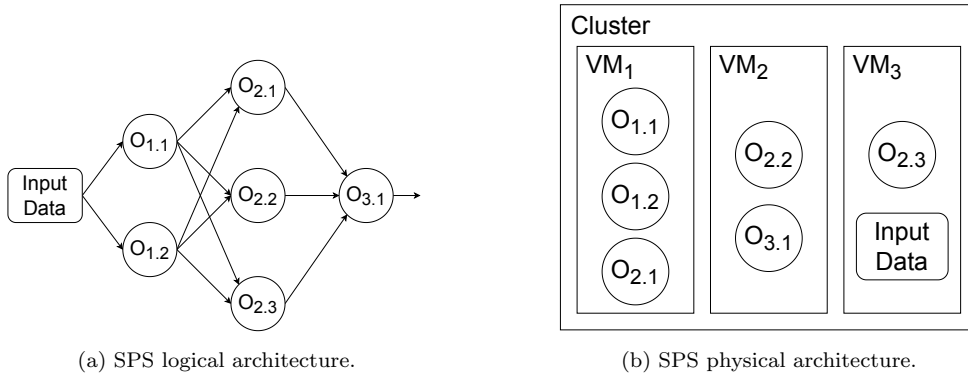 O2.1
O1.1
Input
Data
O2.2
O3.1
O1.2
O2.3
(a) SPS logical architecture.
Cluster
VM1
O1.1
O1.2
O2.1
VM2
O2.2
O3.1
VM3
O2.3
Input
Data
(b) SPS physical architecture.